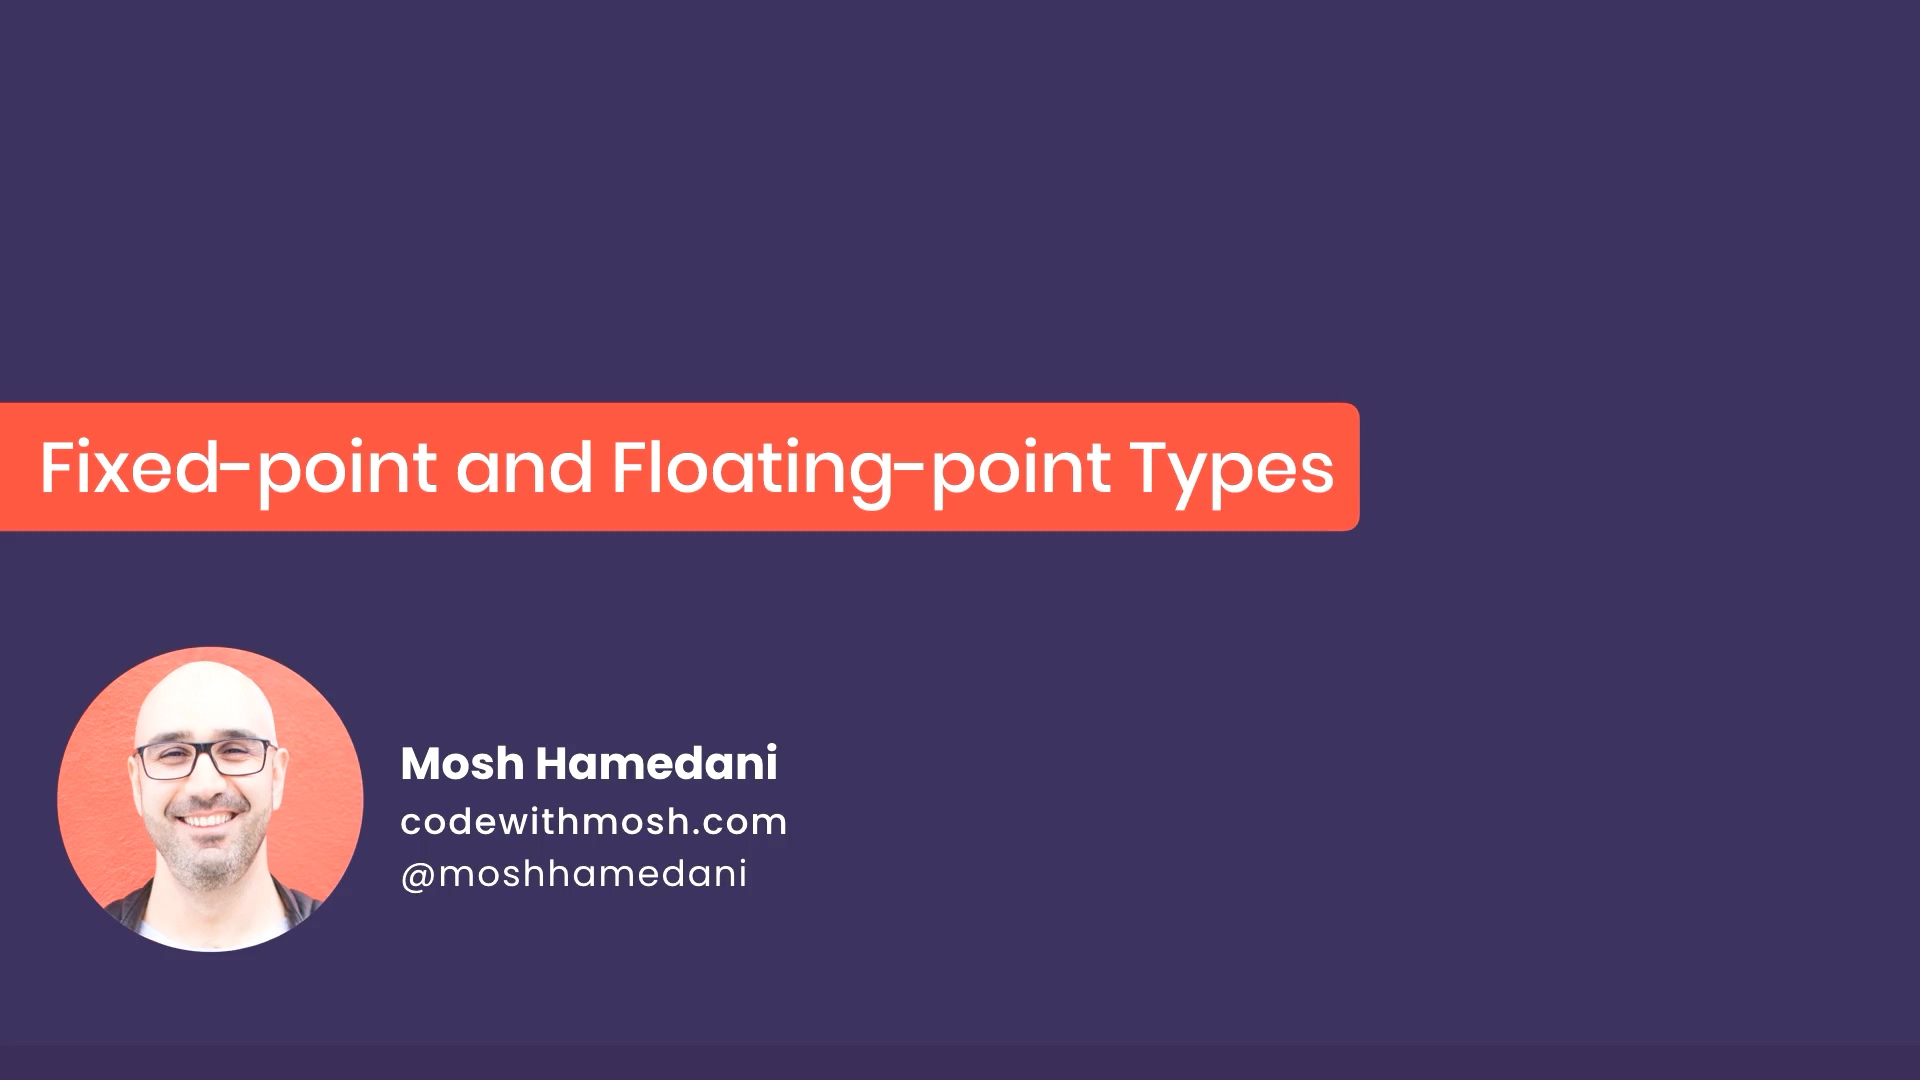 Fixed-point and Floating-point Types
Mosh Hamedani
codewithmosh.com
@moshhamedani